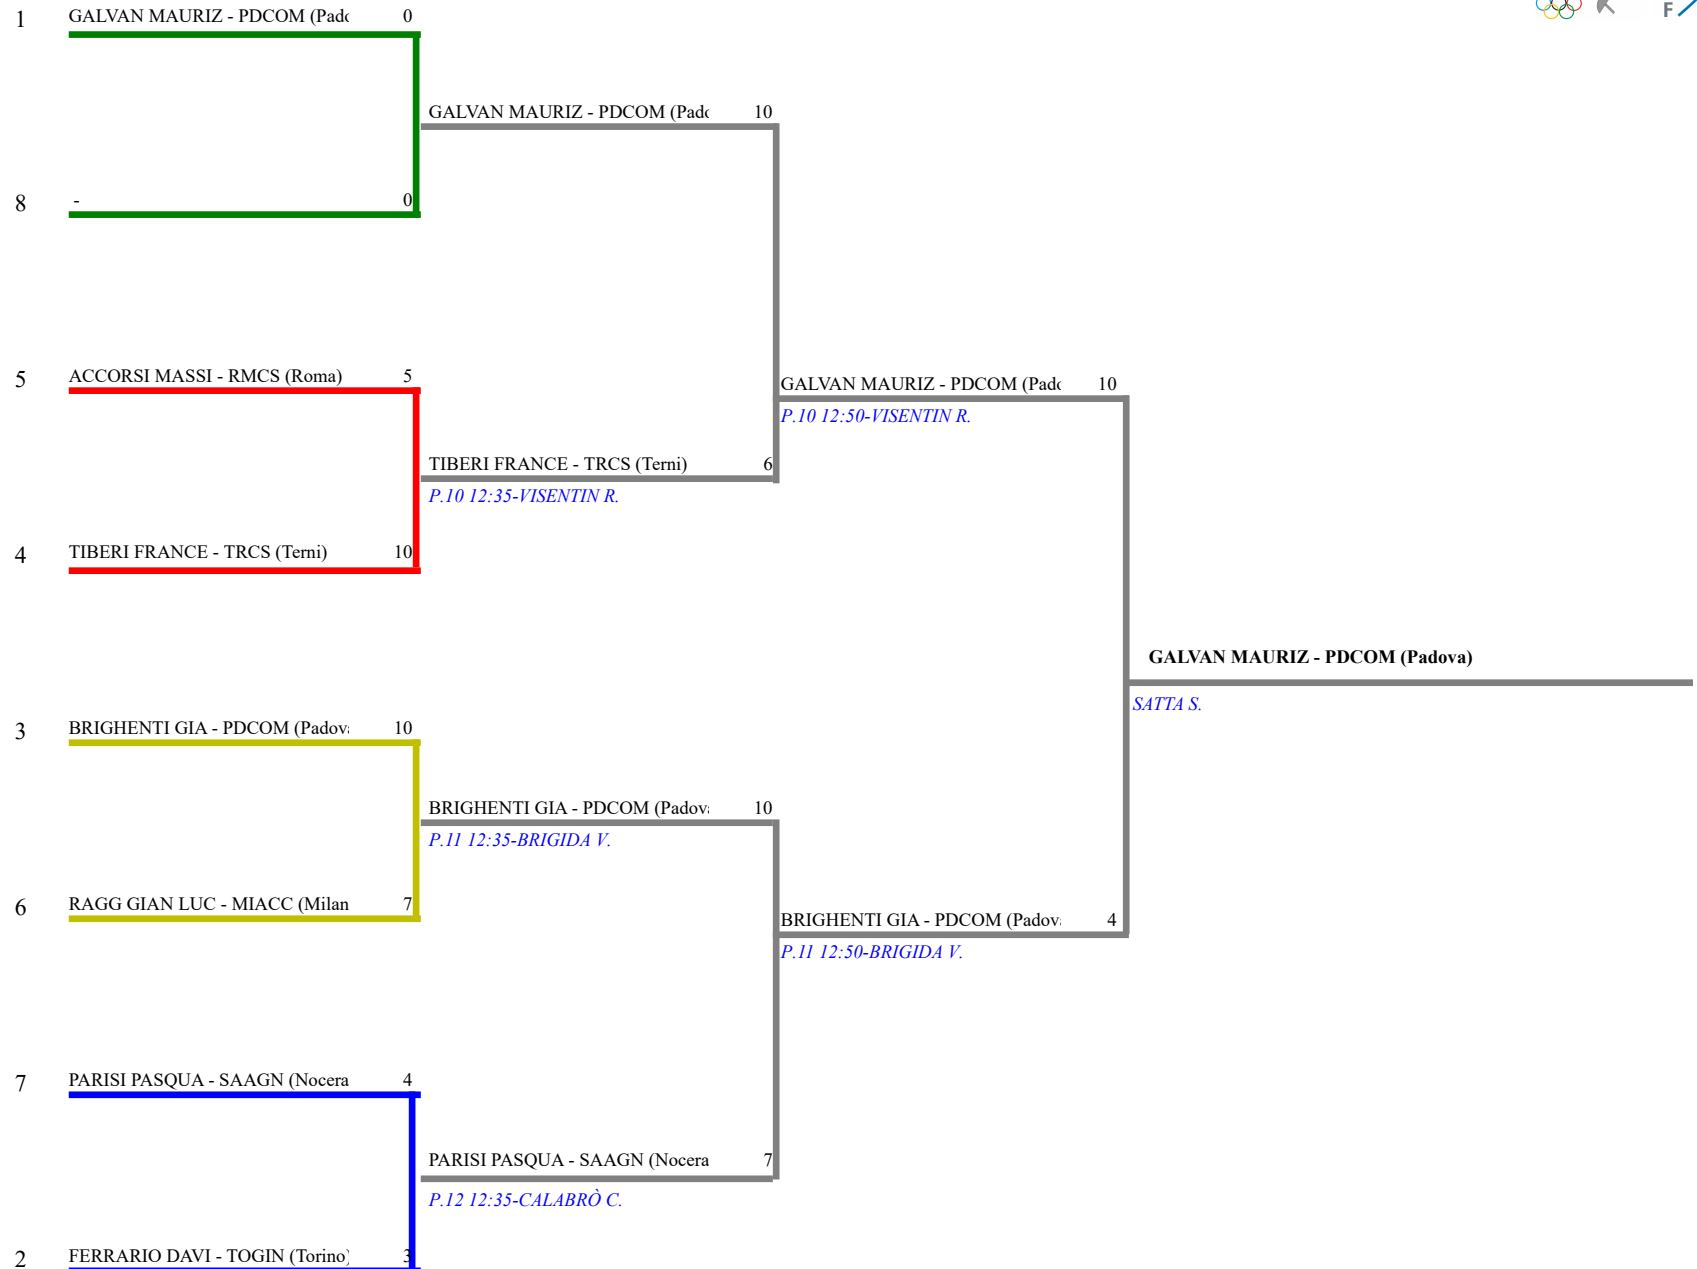 1 GALVAN MAURIZ - PDCOM (Pado 0
F
GALVAN MAURIZ - PDCOM (Pado 10
8 - 0
5 ACCORSI MASSI - RMCS (Roma) 5
GALVAN MAURIZ - PDCOM (Pado 10
P.10 12:50-VISENTIN R.
TIBERI FRANCE - TRCS (Terni) 6
P.10 12:35-VISENTIN R.
4 TIBERI FRANCE - TRCS (Terni) 10
GALVAN MAURIZ - PDCOM (Padova)
SATTA S.
3 BRIGHENTI GIA - PDCOM (Padov 10
BRIGHENTI GIA - PDCOM (Padov 10
P.11 12:35-BRIGIDA V.
6 RAGG GIAN LUC - MIACC (Milan 7
BRIGHENTI GIA - PDCOM (Padov 4
P.11 12:50-BRIGIDA V.
7 PARISI PASQUA - SAAGN (Nocera 4
PARISI PASQUA - SAAGN (Nocera 7
P.12 12:35-CALABRÒ C.
2 FERRARIO DAVI - TOGIN (Torino) 3